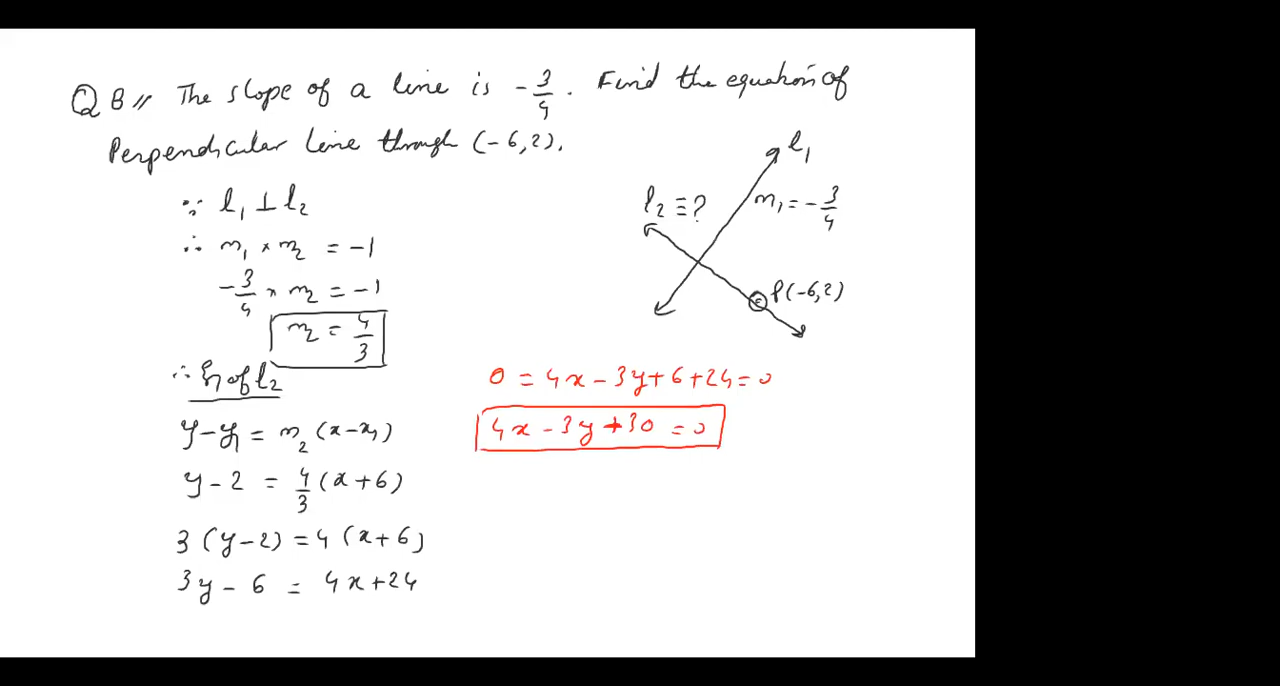 Q B// The slope of a line is -3/4. Find the equation of
Perpendicular line through (-6,2).
∵ l₁ ⊥ l₂
∴ m₁ × m₂ = -1
-3/4 × m₂ = -1
m₂ = 4/3
∴ Eq of l₂
y-y₁ = m₂(x-x₁)
y-2 = 4/3(x+6)
3(y-2) = 4(x+6)
3y-6 = 4x+24
l₁
l₂ ≡ ?
m₁ = -3/4
P(-6,2)
0 = 4x-3y+6+24=0
4x-3y+30=0